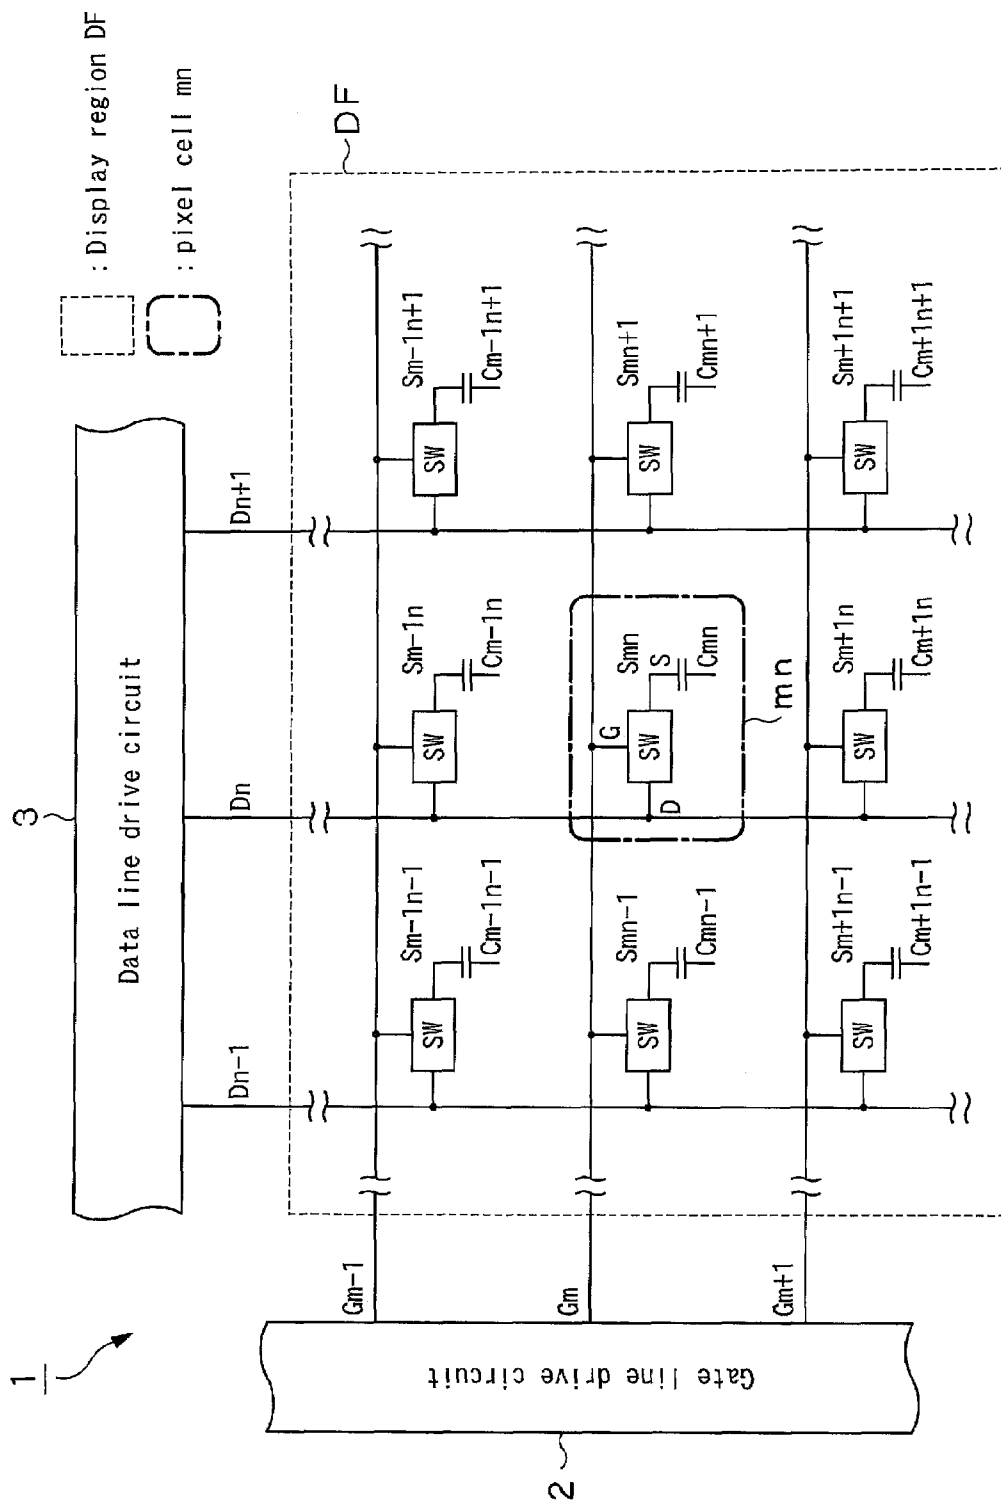 1
3
Data line drive circuit
: Display region DF
: pixel cell mn
Dn-1
Dn
Dn+1
DF
Gm-1
Sm-1n-1
Sm-1n
Sm-1n+1
SW
SW
SW
Cm-1n-1
Cm-1n
Cm-1n+1
Gm
Smn-1
Smn
Smn+1
G
S
SW
SW
SW
D
Cmn-1
Cmn
Cmn+1
mn
Gm+1
Sm+1n-1
Sm+1n
Sm+1n+1
SW
SW
SW
Cm+1n-1
Cm+1n
Cm+1n+1
Gate line drive circuit
2